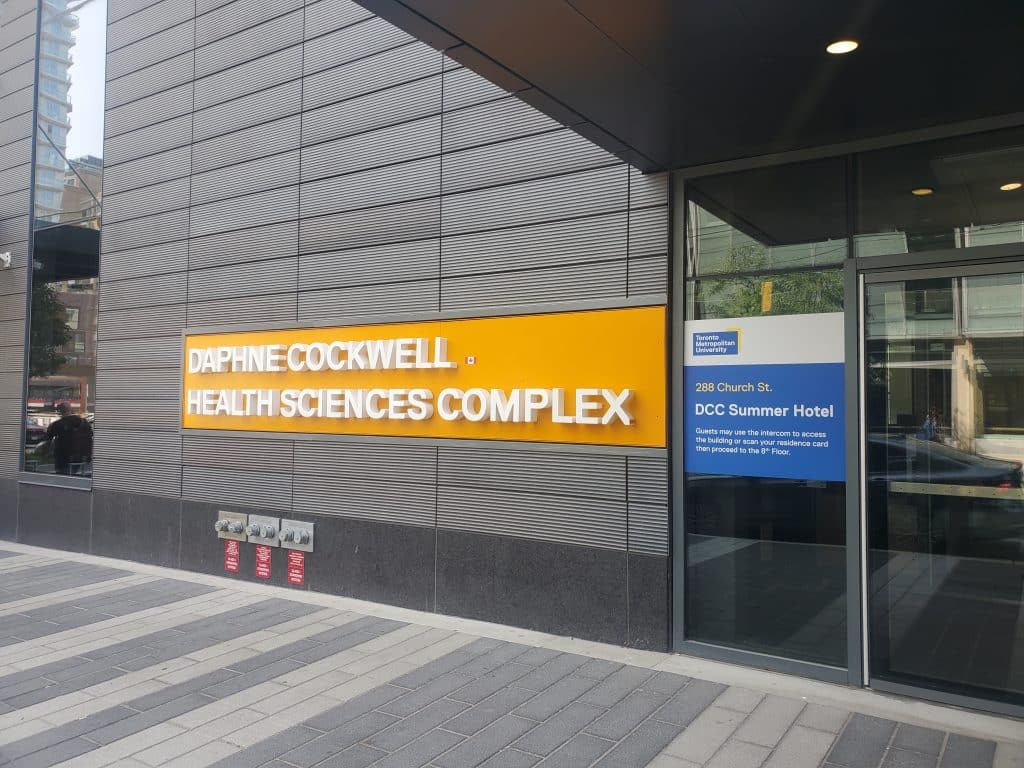 DAPHNE COCKWELL
HEALTH SCIENCES COMPLEX
Toronto
Metropolitan
University
288 Church St.
DCC Summer Hotel
Guests may use the intercom to access
the building or scan your residence card
then proceed to the 8th Floor.